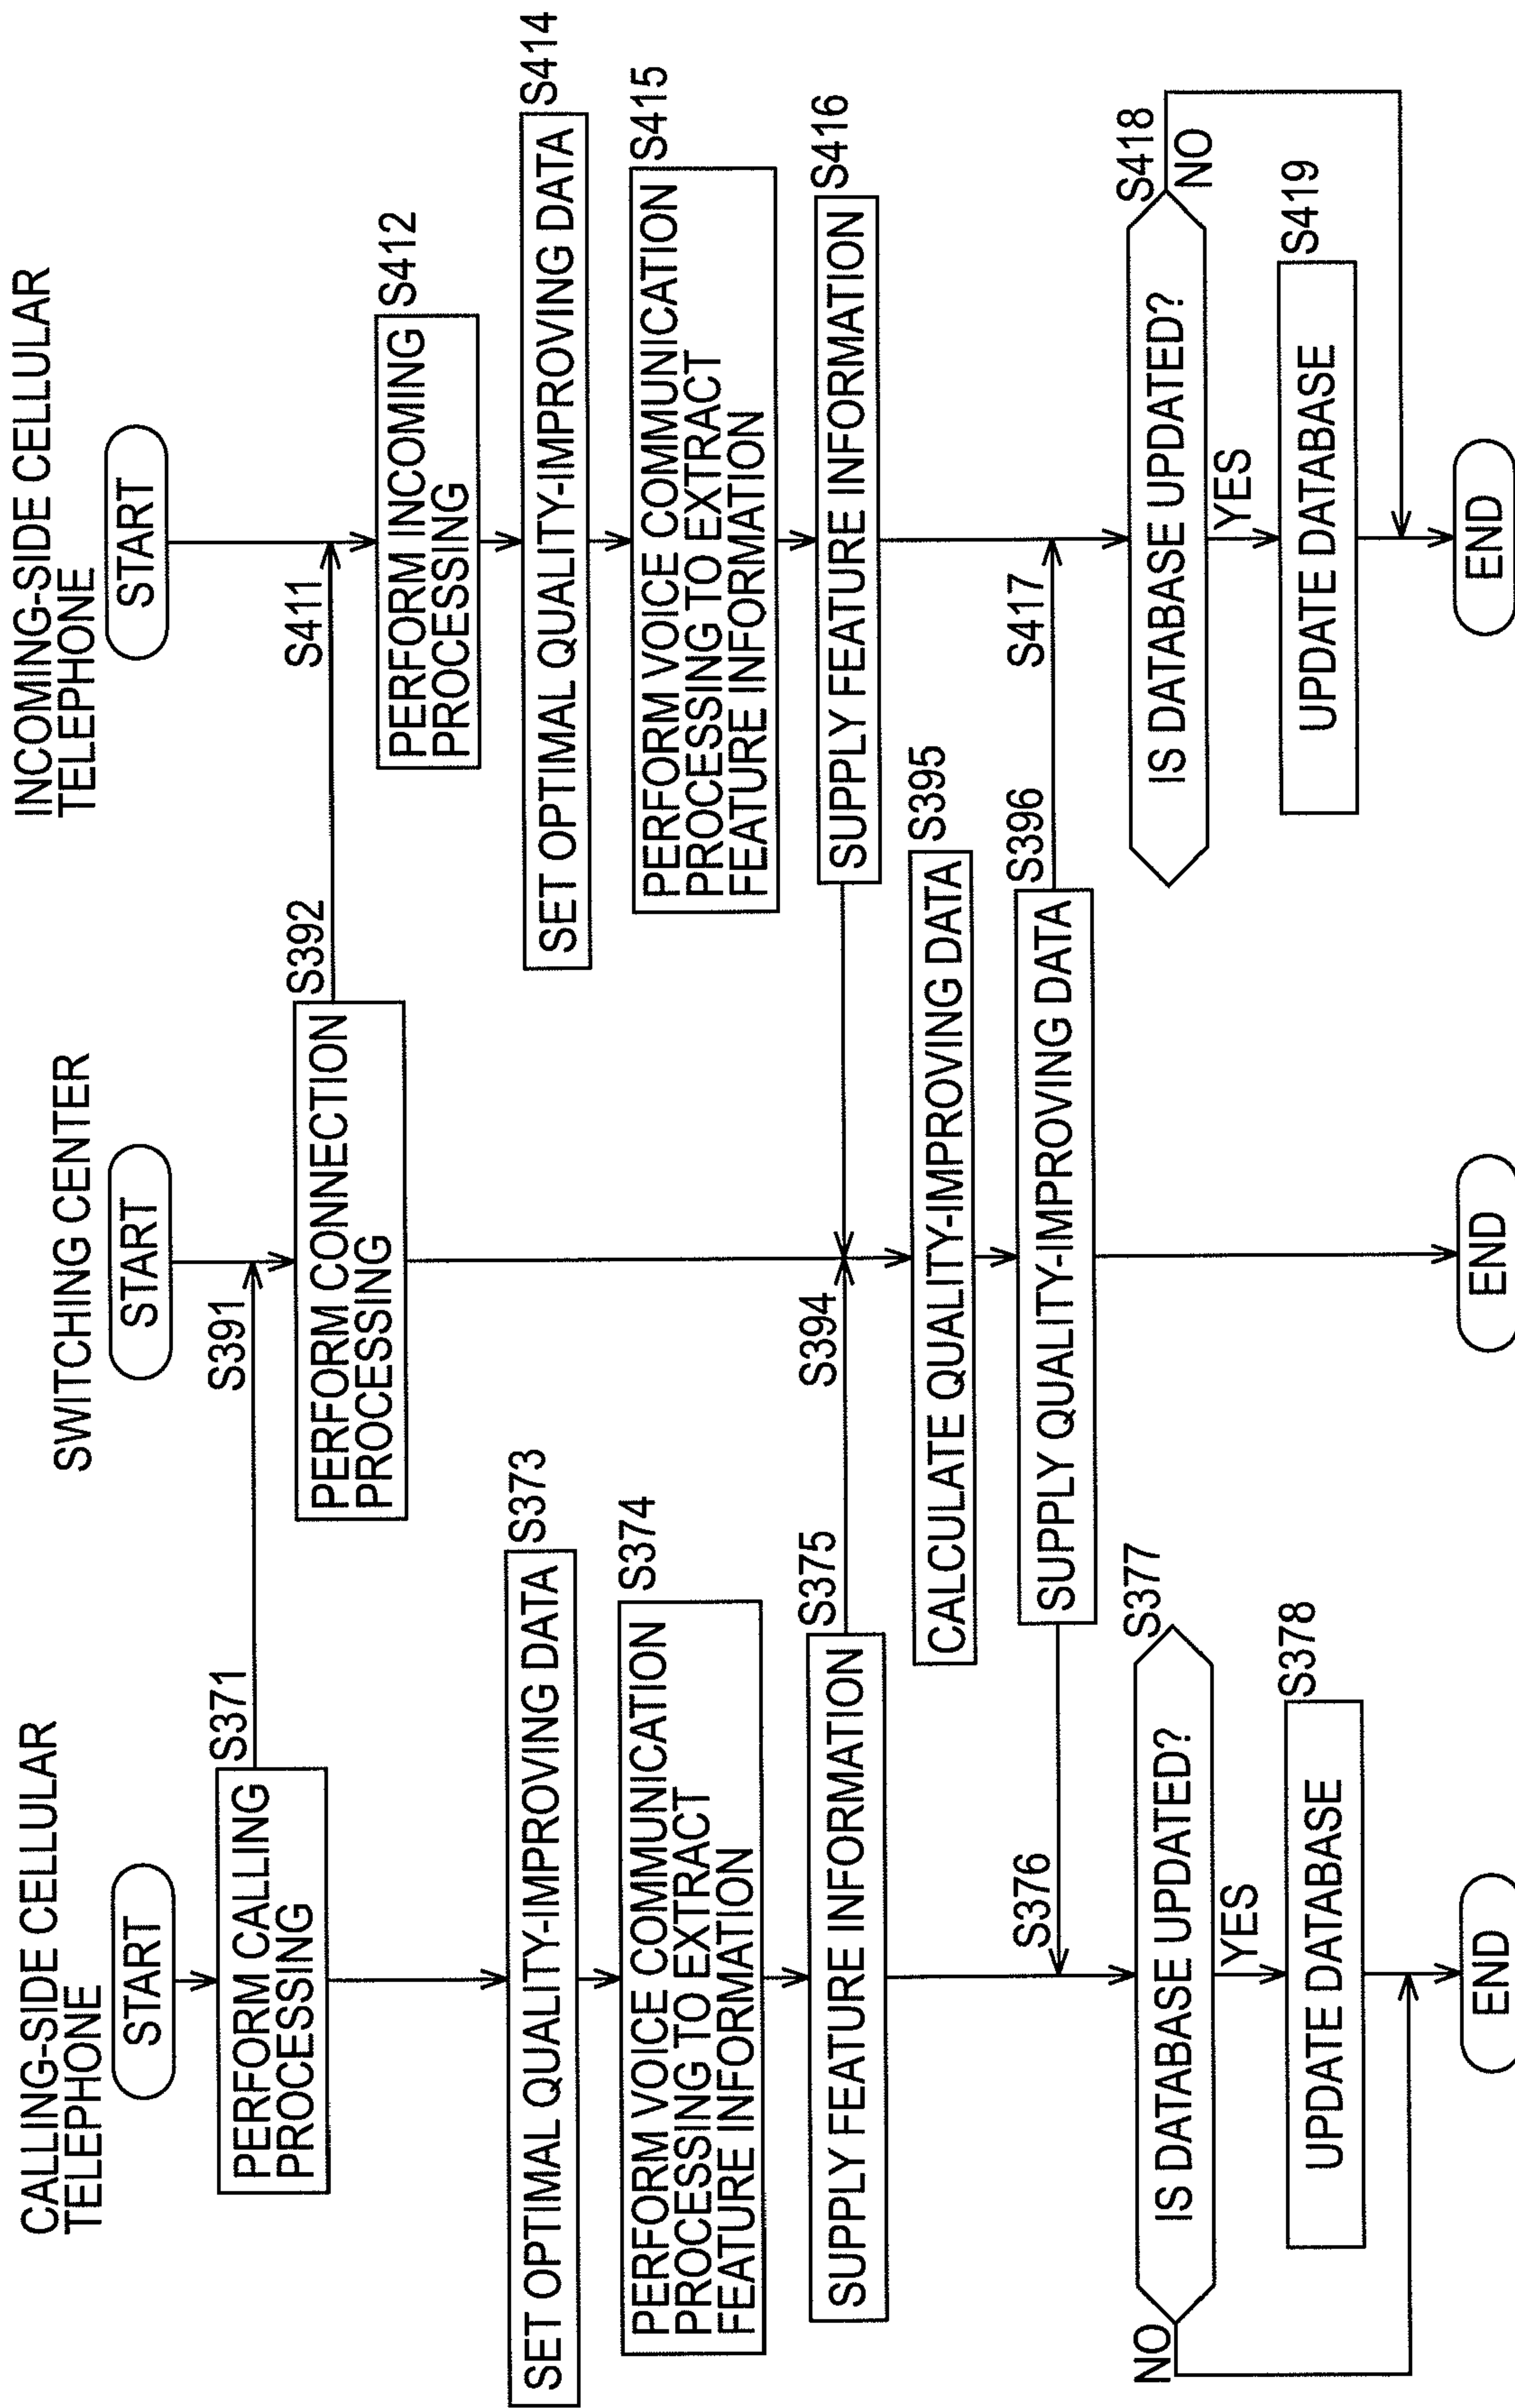 CALLING-SIDE CELLULAR
TELEPHONE
START
PERFORM CALLING
PROCESSING
S371
SET OPTIMAL QUALITY-IMPROVING DATA
S373
PERFORM VOICE COMMUNICATION
PROCESSING TO EXTRACT
FEATURE INFORMATION
S374
SUPPLY FEATURE INFORMATION
S375
S376
IS DATABASE UPDATED?
S377
NO
YES
UPDATE DATABASE
S378
END
SWITCHING CENTER
START
S391
PERFORM CONNECTION
PROCESSING
S392
S394
CALCULATE QUALITY-IMPROVING DATA
S395
SUPPLY QUALITY-IMPROVING DATA
S396
END
INCOMING-SIDE CELLULAR
TELEPHONE
START
S411
PERFORM INCOMING
PROCESSING
S412
SET OPTIMAL QUALITY-IMPROVING DATA
S414
PERFORM VOICE COMMUNICATION
PROCESSING TO EXTRACT
FEATURE INFORMATION
S415
SUPPLY FEATURE INFORMATION
S416
S417
IS DATABASE UPDATED?
S418
NO
YES
UPDATE DATABASE
S419
END